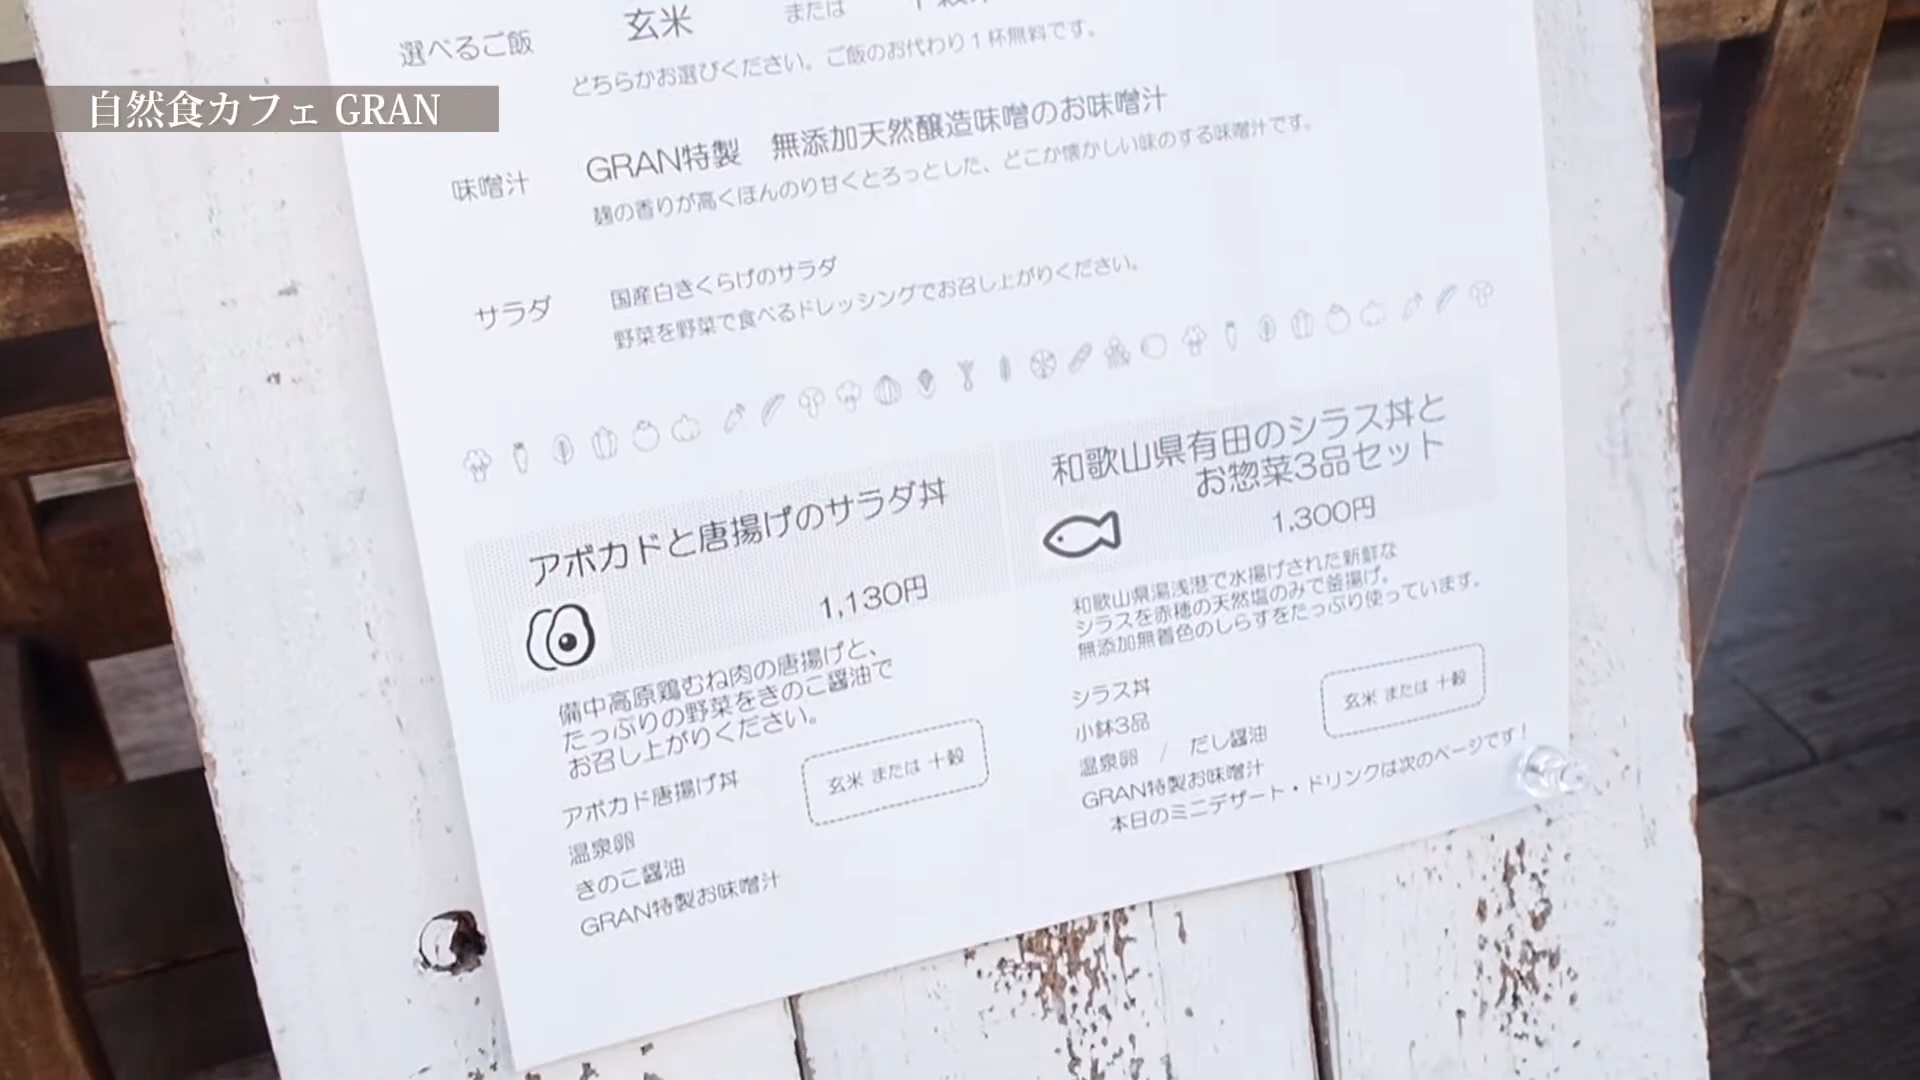 選べるご飯
玄米
または
どちらかお選びください。ご飯のお代わり1杯無料です。
自然食カフェ GRAN
味噌汁
GRAN特製　無添加天然醸造味噌のお味噌汁
麹の香りが高くほんのり甘くとろっとした、どこか懐かしい味のする味噌汁です。
サラダ
国産白きくらげのサラダ
野菜を野菜で食べるドレッシングでお召し上がりください。
アボカドと唐揚げのサラダ丼
1,130円
備中高原鶏むね肉の唐揚げと、
たっぷりの野菜をきのこ醤油で
お召し上がりください。
アボカド唐揚げ丼
玄米 または 十穀
温泉卵
きのこ醤油
GRAN特製お味噌汁
和歌山県有田のシラス丼と
お惣菜3品セット
1,300円
和歌山県湯浅港で水揚げされた新鮮な
シラスを赤穂の天然塩のみで釜揚げ。
無添加無着色のしらすをたっぷり使っています。
シラス丼
玄米 または 十穀
小鉢3品
温泉卵 / だし醤油
GRAN特製お味噌汁
本日のミニデザート・ドリンクは次のページです!